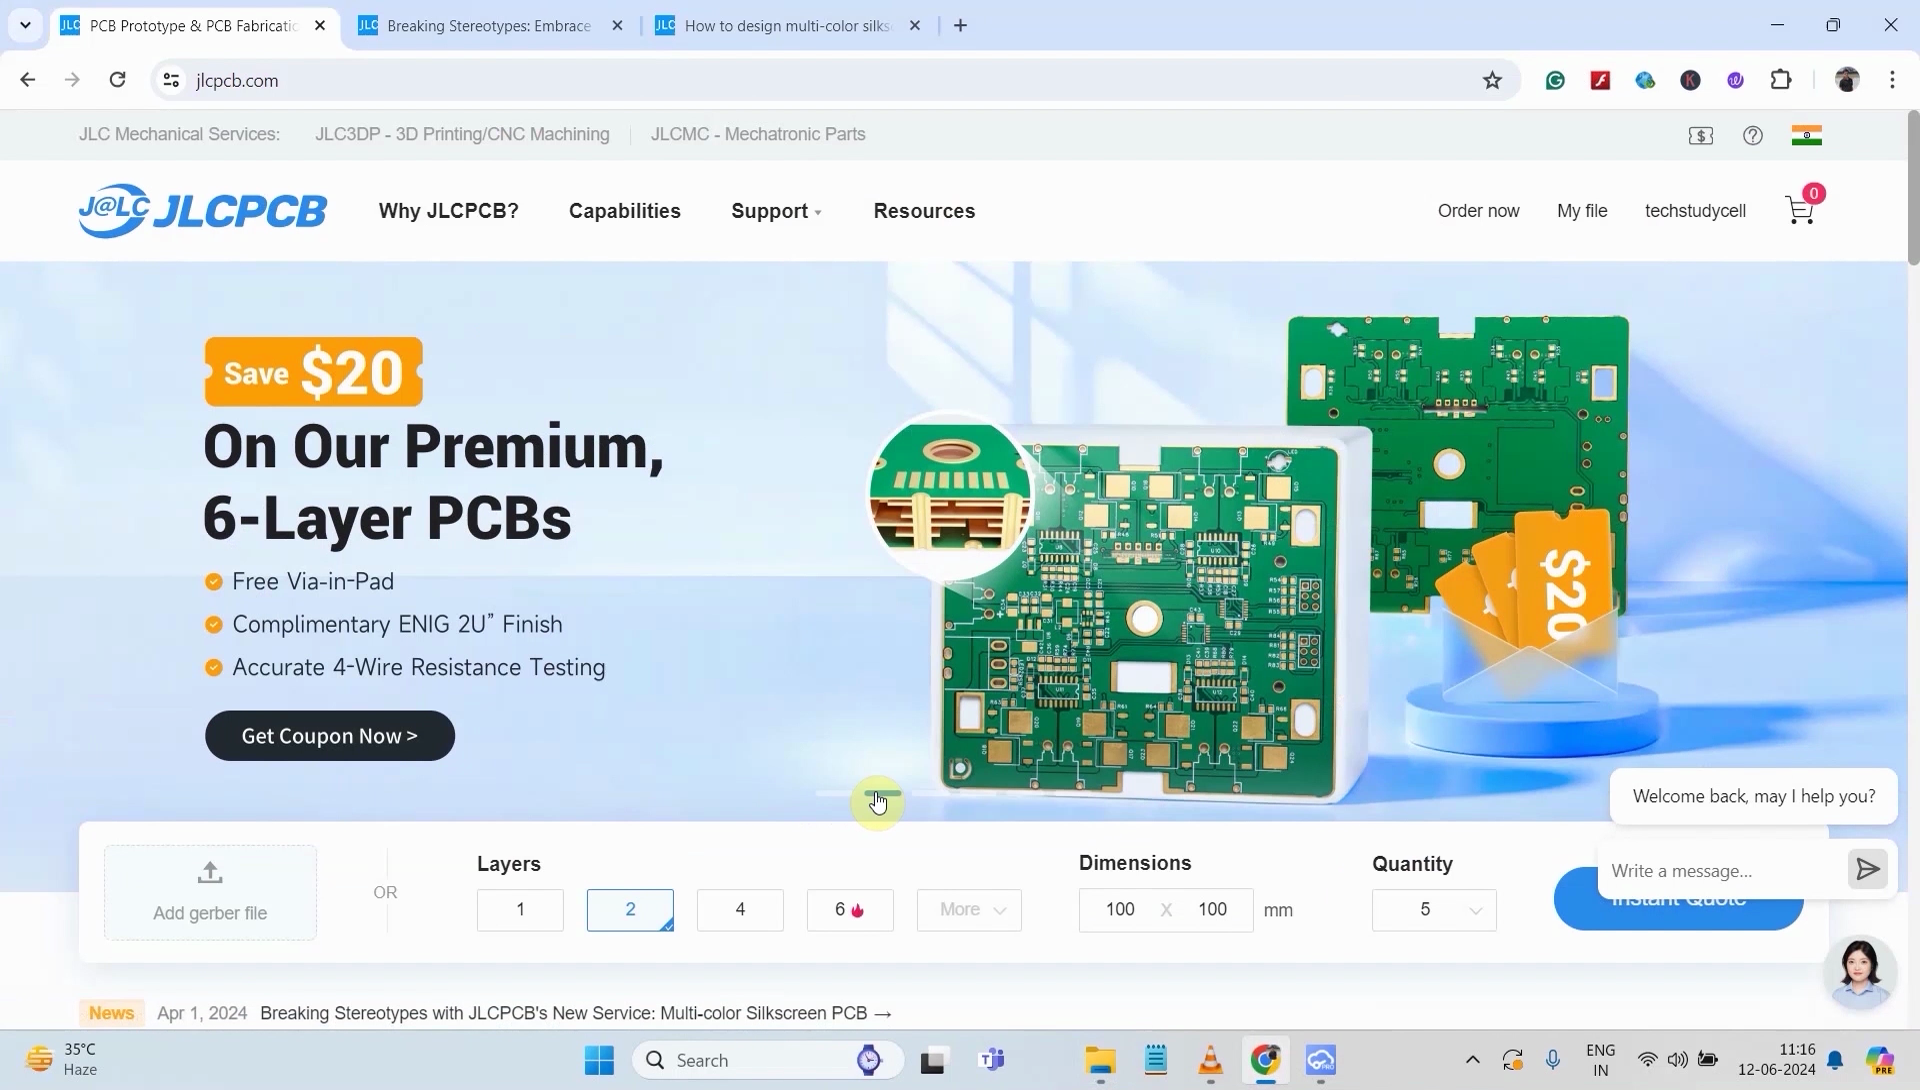 PCB Prototype & PCB Fabricatio
Breaking Stereotypes: Embrace
How to design multi-color silksc
jlcpcb.com
JLC Mechanical Services:
JLC3DP - 3D Printing/CNC Machining
JLCMC - Mechatronic Parts
J@LC JLCPCB
Why JLCPCB?
Capabilities
Support
Resources
Order now
My file
techstudycell
0
Save $20
On Our Premium,
6-Layer PCBs
Free Via-in-Pad
Complimentary ENIG 2U” Finish
Accurate 4-Wire Resistance Testing
Get Coupon Now >
$20
Welcome back, may I help you?
Write a message...
Add gerber file
OR
Layers
1
2
4
6
More
Dimensions
100 X 100 mm
Quantity
5
Instant Quote
News Apr 1, 2024 Breaking Stereotypes with JLCPCB's New Service: Multi-color Silkscreen PCB →
35°C
Haze
Search
ENG
IN
11:16
12-06-2024
PRE